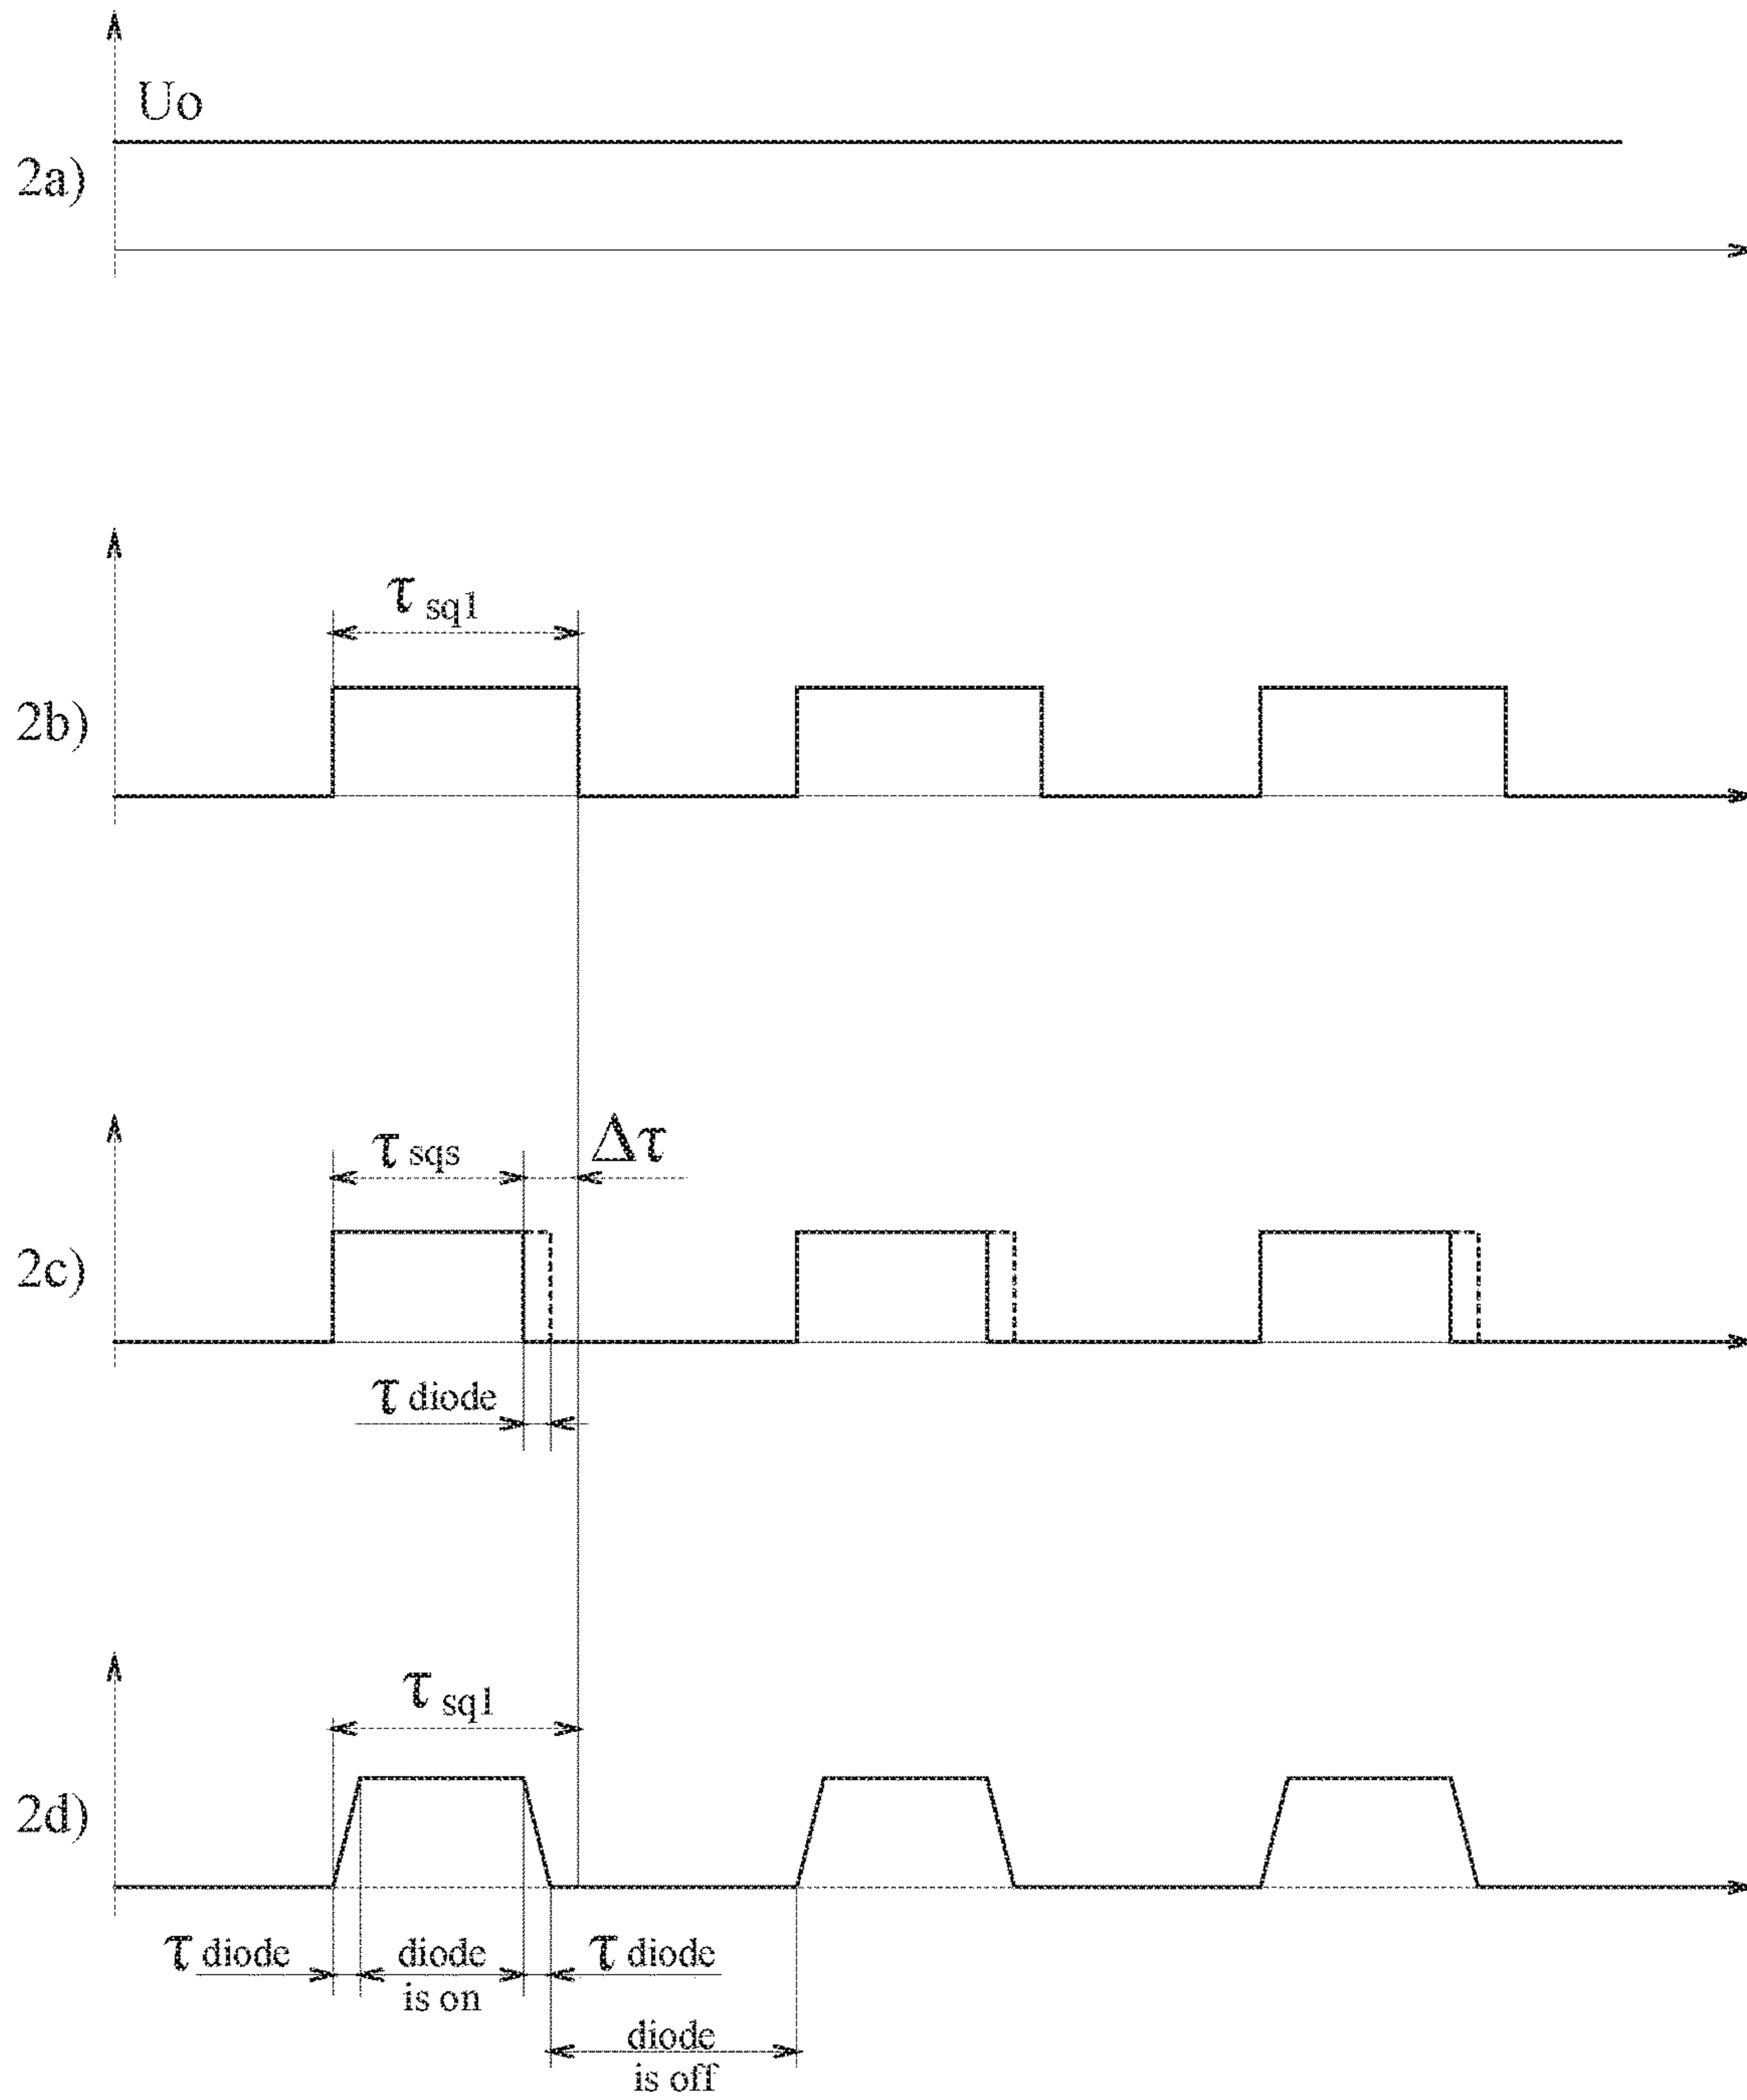 Uo
2a)
τ sq1
2b)
τ sqs Δτ
2c)
τ diode
τ sq1
2d)
τ diode diode is on τ diode
diode
is off